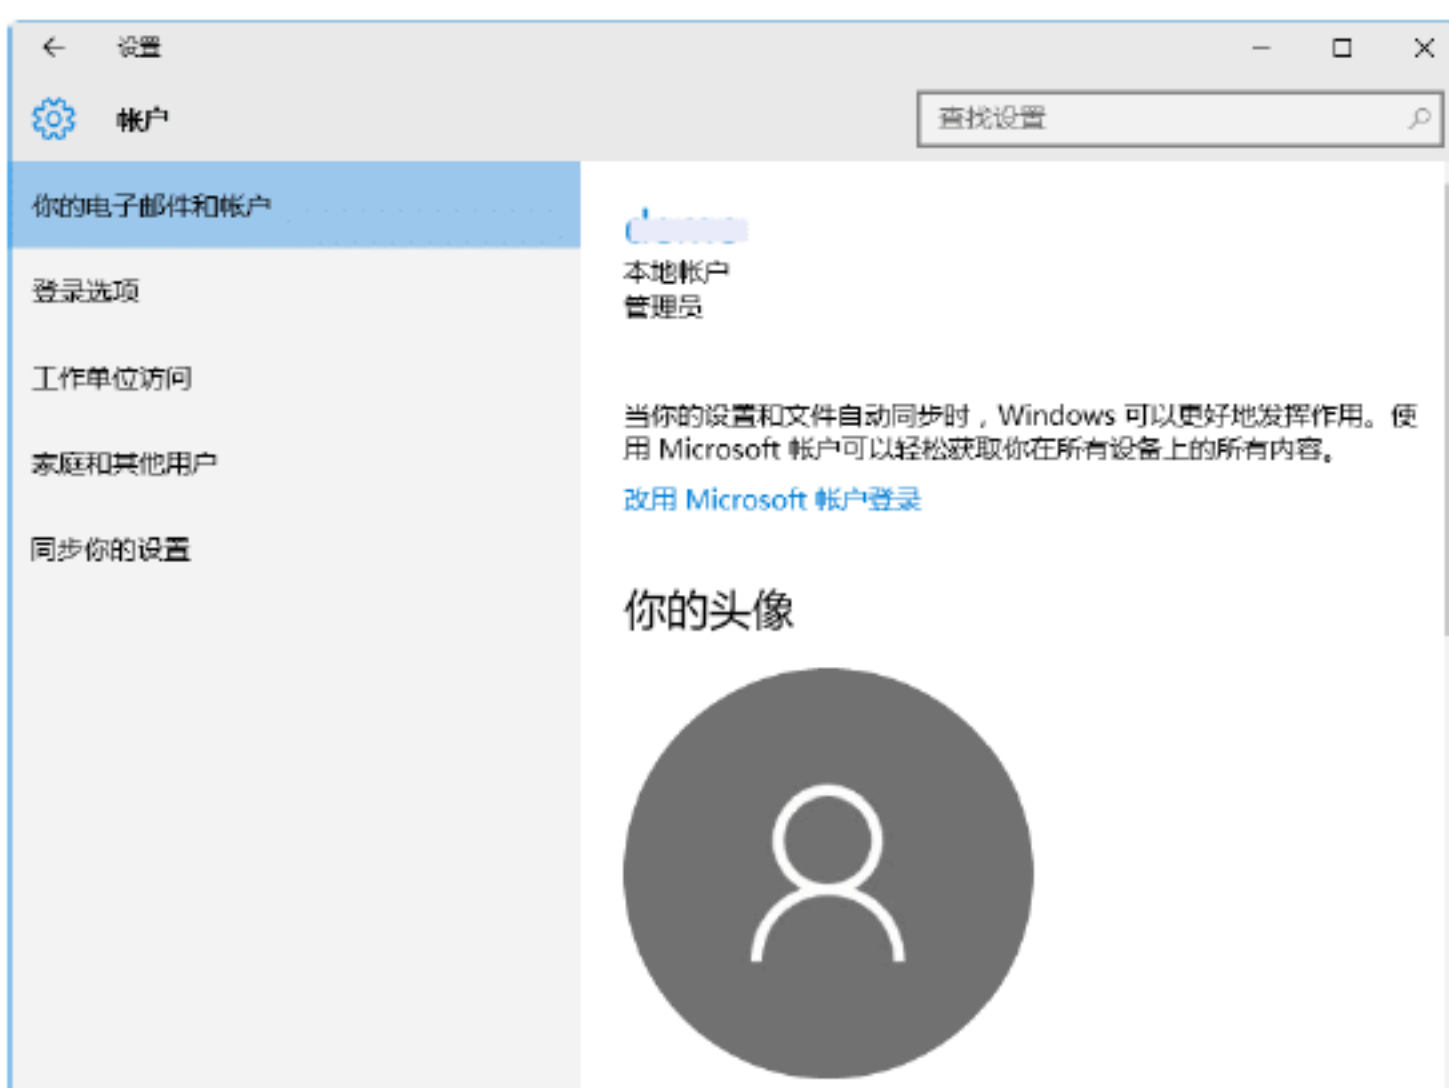 设置
帐户
查找设置
你的电子邮件和帐户
登录选项
工作单位访问
家庭和其他用户
同步你的设置
本地帐户
管理员
当你的设置和文件自动同步时，Windows 可以更好地发挥作用。使
用 Microsoft 帐户可以轻松获取你在所有设备上的所有内容。
改用 Microsoft 帐户登录
你的头像